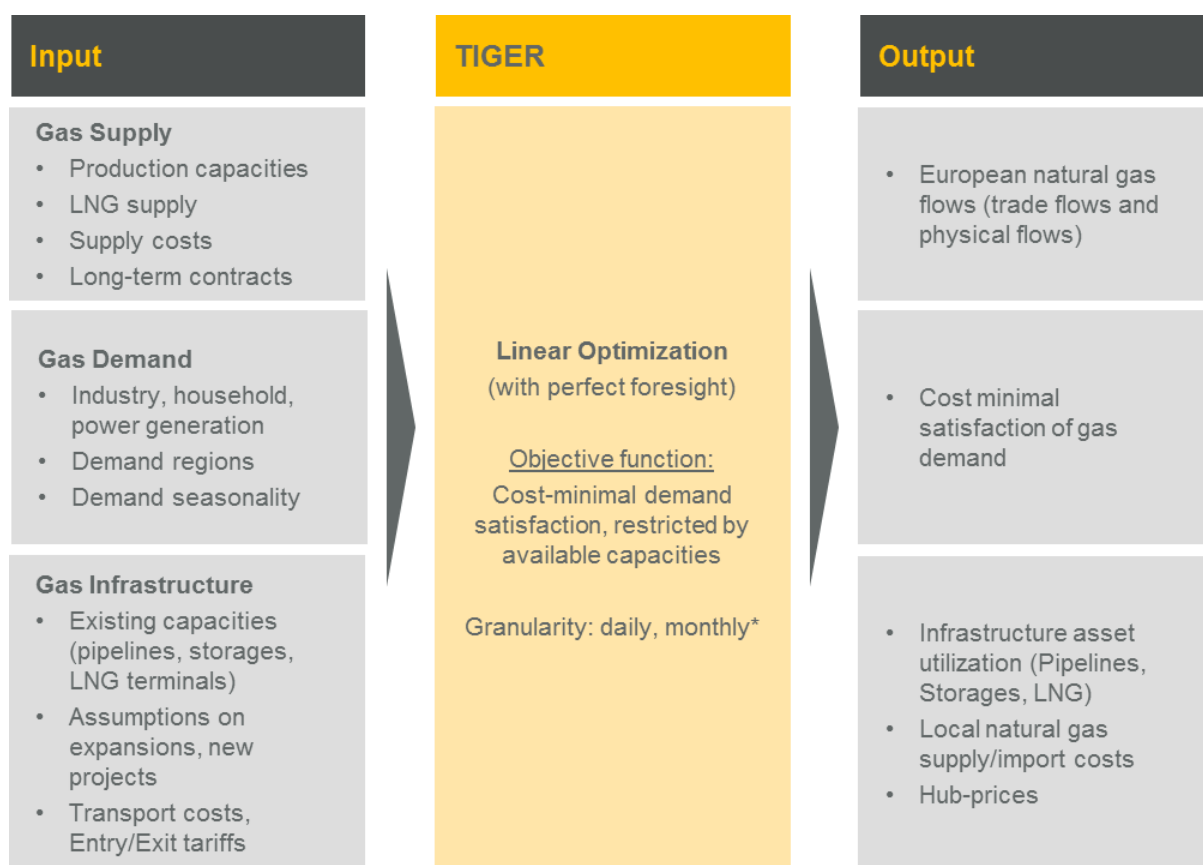 Input
Gas Supply
• Production capacities
• LNG supply
• Supply costs
• Long-term contracts
Gas Demand
• Industry, household,
power generation
• Demand regions
• Demand seasonality
Gas Infrastructure
• Existing capacities
(pipelines, storages,
LNG terminals)
• Assumptions on
expansions, new
projects
• Transport costs,
Entry/Exit tariffs
TIGER
Linear Optimization
(with perfect foresight)
Objective function:
Cost-minimal demand
satisfaction, restricted by
available capacities
Granularity: daily, monthly*
Output
• European natural gas
flows (trade flows and
physical flows)
• Cost minimal
satisfaction of gas
demand
• Infrastructure asset
utilization (Pipelines,
Storages, LNG)
• Local natural gas
supply/import costs
• Hub-prices